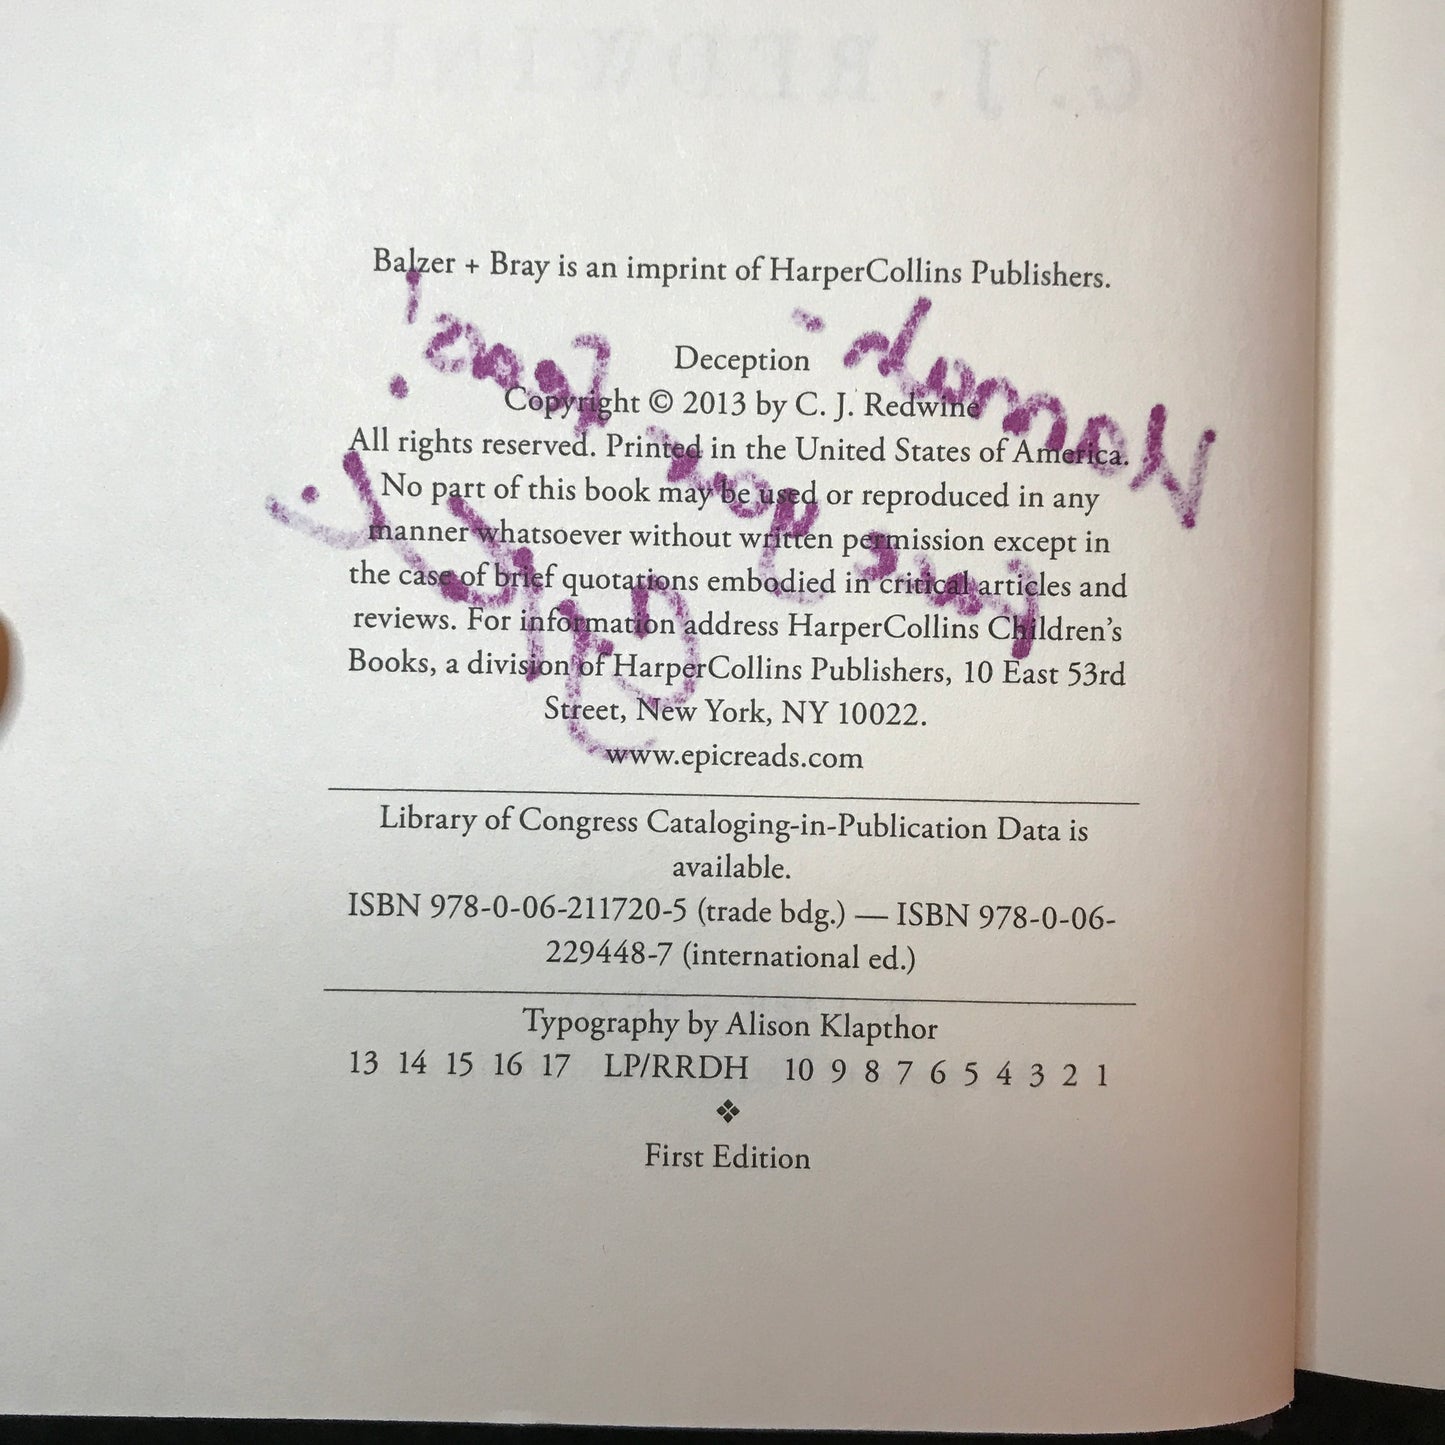 C. J. REDWINE
Balzer + Bray is an imprint of HarperCollins Publishers.
Deception
Copyright © 2013 by C. J. Redwine
All rights reserved. Printed in the United States of America.
No part of this book may be used or reproduced in any
manner whatsoever without written permission except in
the case of brief quotations embodied in critical articles and
reviews. For information address HarperCollins Children’s
Books, a division of HarperCollins Publishers, 10 East 53rd
Street, New York, NY 10022.
www.epicreads.com
Library of Congress Cataloging-in-Publication Data is
available.
ISBN 978-0-06-211720-5 (trade bdg.) — ISBN 978-0-06-
229448-7 (international ed.)
Typography by Alison Klapthor
13 14 15 16 17 LP/RRDH 10 9 8 7 6 5 4 3 2 1
First Edition